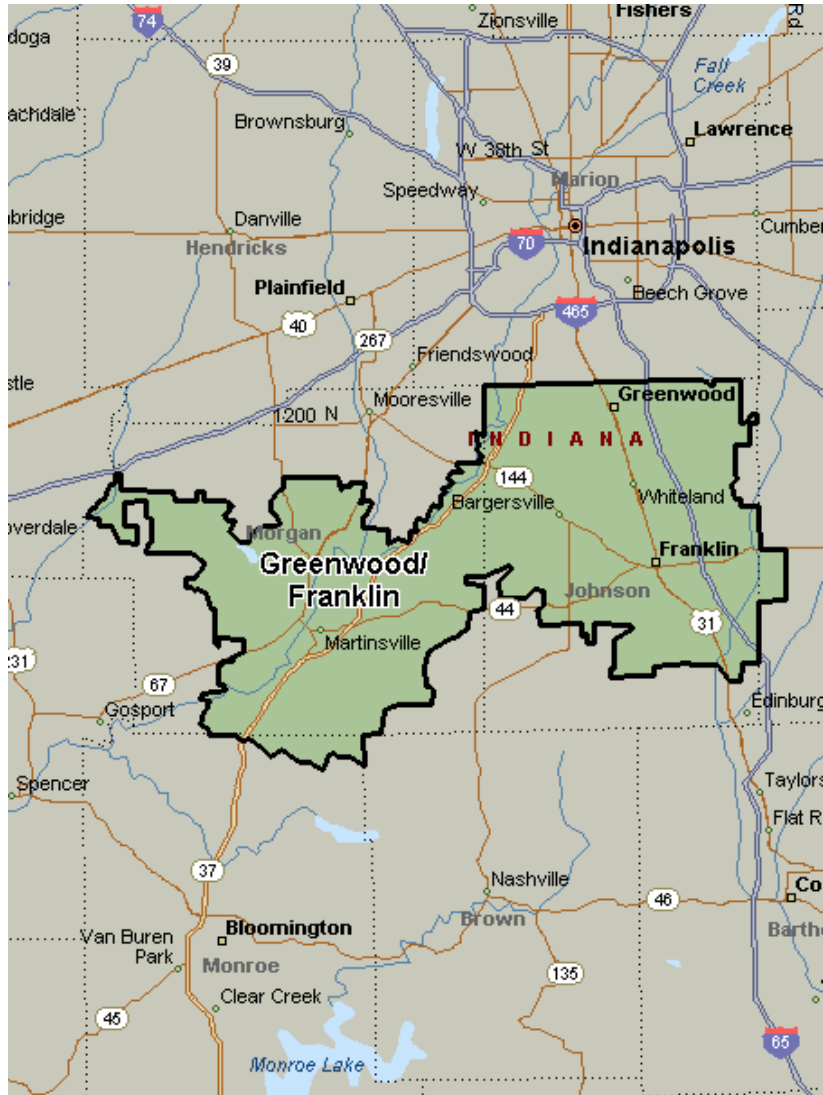 Zionsville
Fishers
Rd
74
doga
39
Fall
Creek
achdale
Brownsburg
Lawrence
W 38th St
Marion
Speedway
nbridge
Danville
Cumber
Hendricks
70
Indianapolis
Plainfield
Beech Grove
40
465
267
Friendswood
stle
Mooresville
Greenwood
1200 N
INDIANA
144
Whiteland
Bargersville
overdale
Morgan
Franklin
Greenwood/
Franklin
Johnson
44
31
Martinsville
231
67
Gosport
Edinburg
Spencer
Taylors
Flat R
37
Nashville
46
Co
Brown
Barth
Bloomington
Van Buren
Park
Monroe
135
Clear Creek
45
65
Monroe Lake